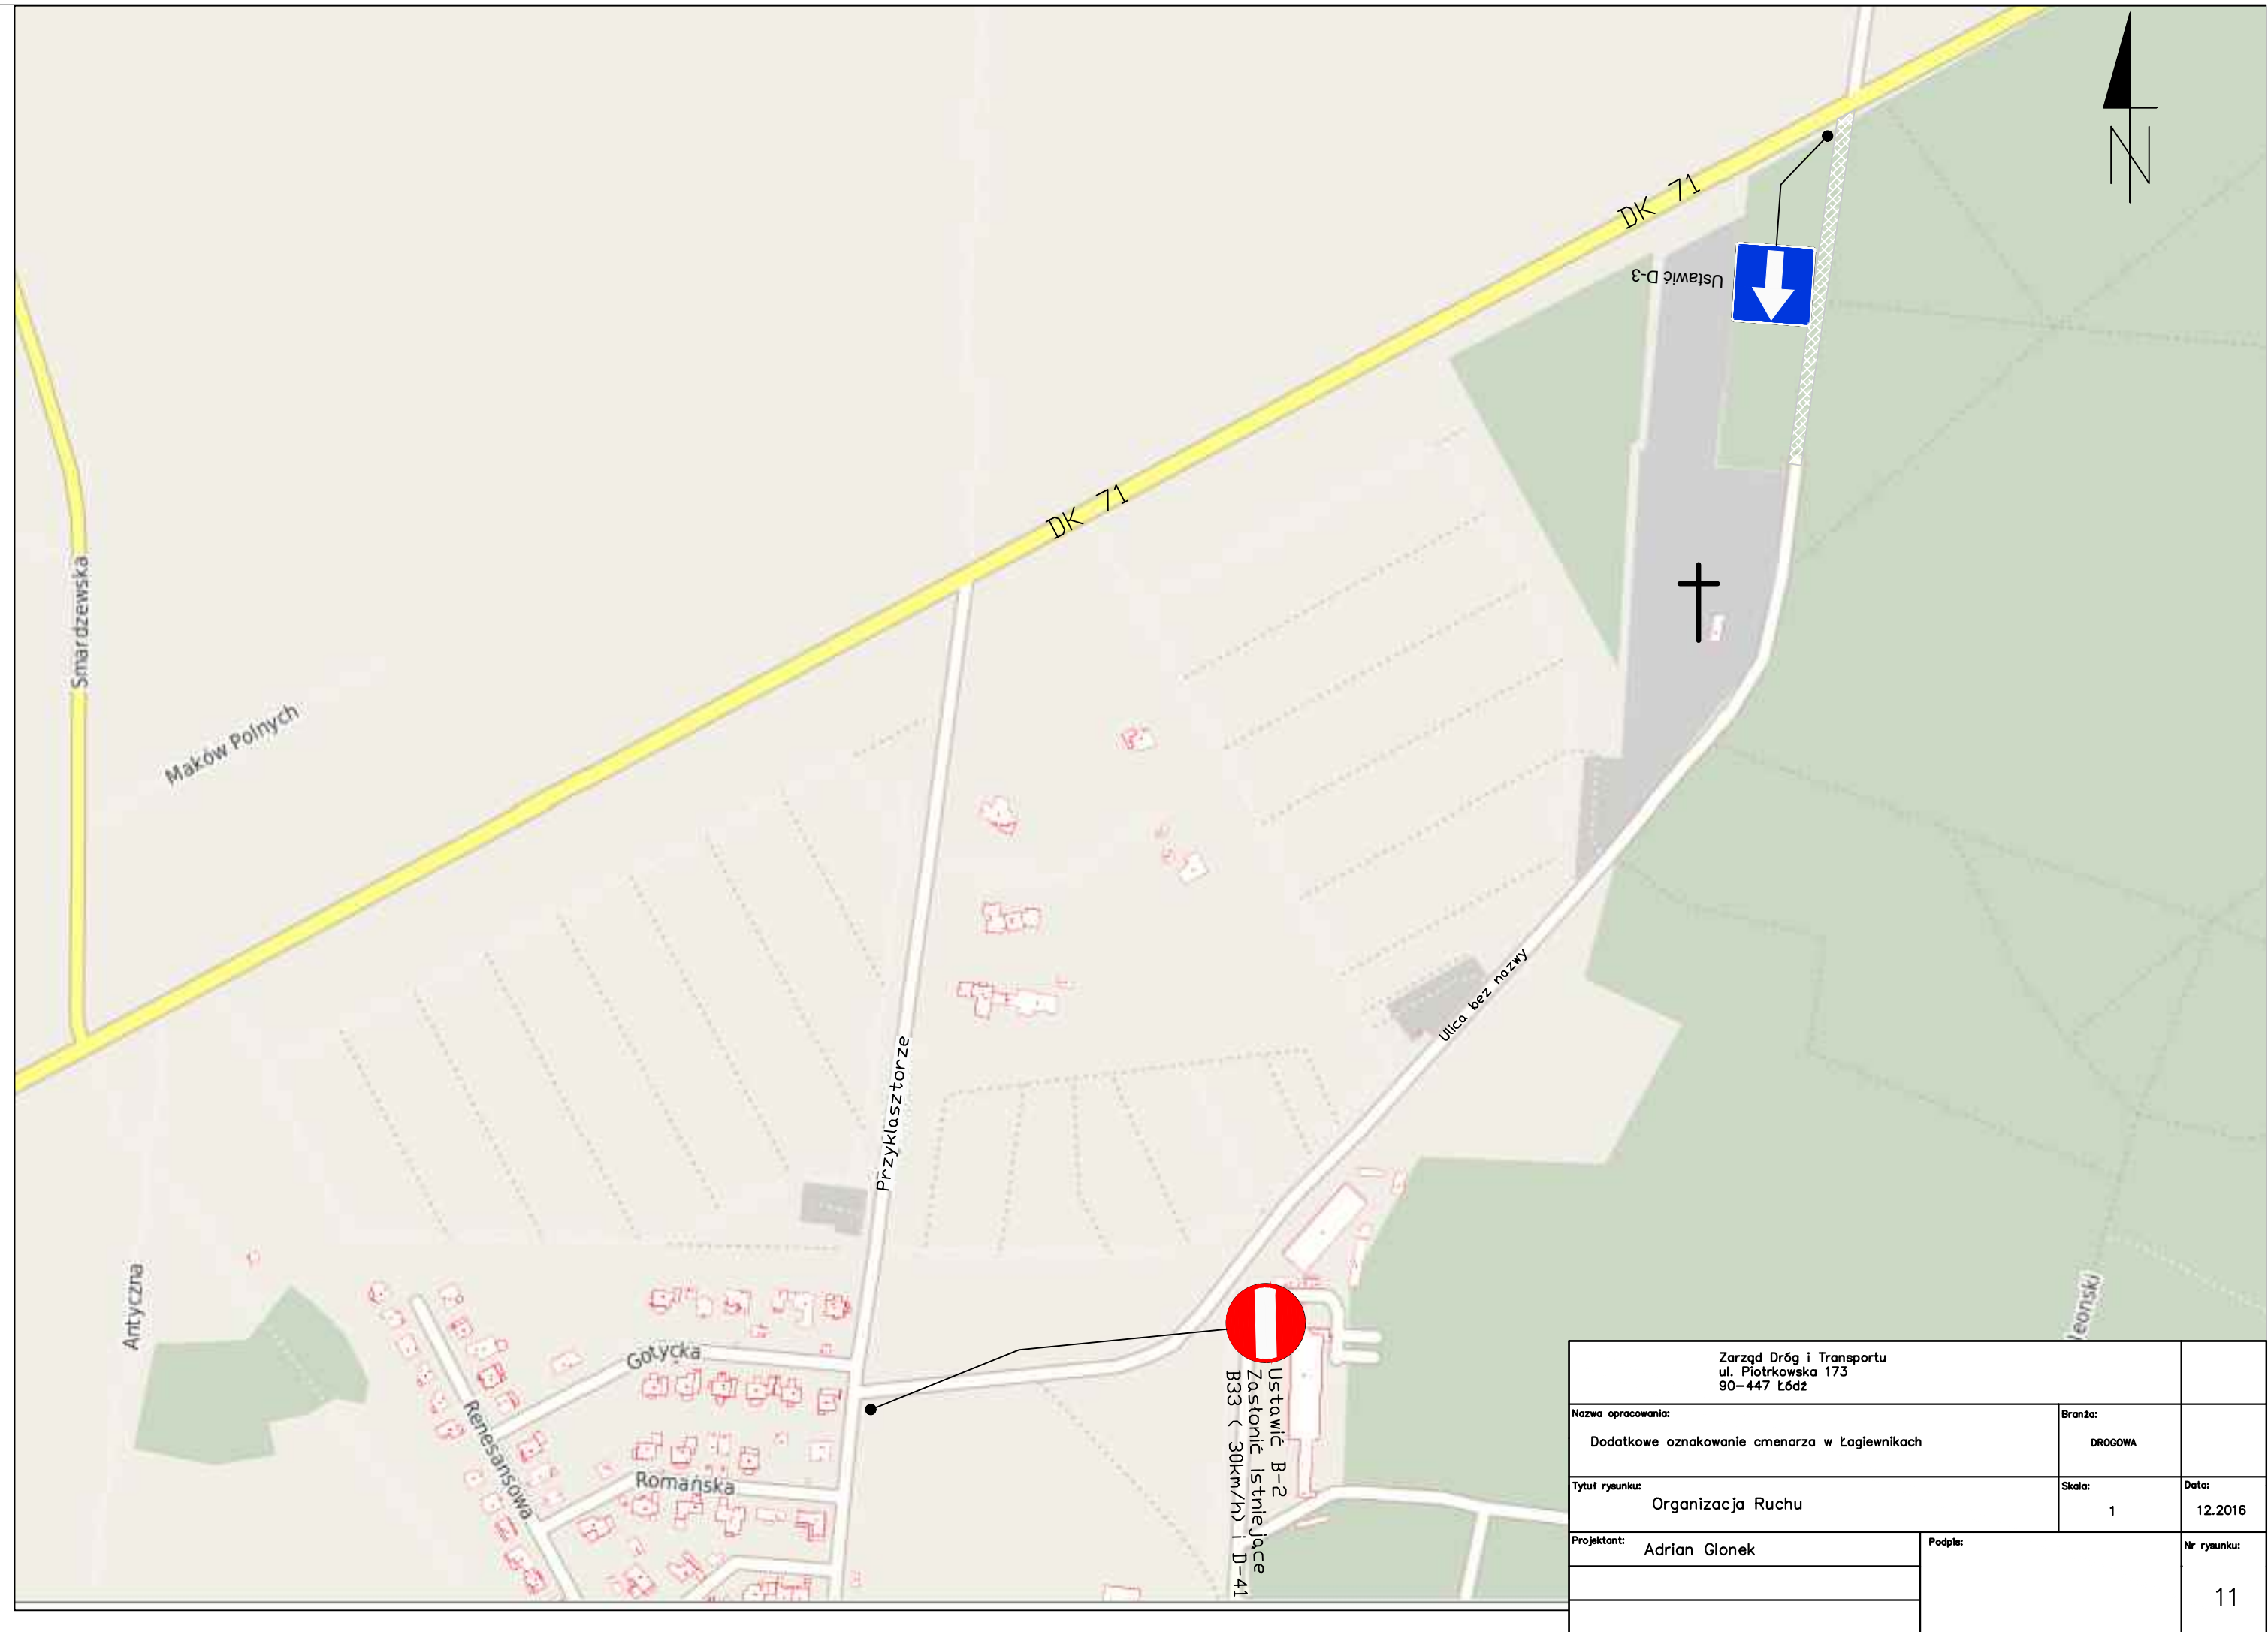 N
DK 71
Ustawić D-3
DK 71
Smardzewska
Maków Polnych
Ulica bez nazwy
Przyklasztorze
Antyczna
leonski
Gotycka
Renesansowa
Romańska
Ustawić B-2
Zasłonić istniejące
B33 ( 30km/h) i D-41
Zarząd Dróg i Transportu
ul. Piotrkowska 173
90-447 Łódź
Nazwa opracowania:
Dodatkowe oznakowanie cmenarza w Łagiewnikach
Branża:
DROGOWA
Tytuł rysunku:
Organizacja Ruchu
Skala:
1
Data:
12.2016
Projektant:
Adrian Glonek
Podpis:
Nr rysunku:
11